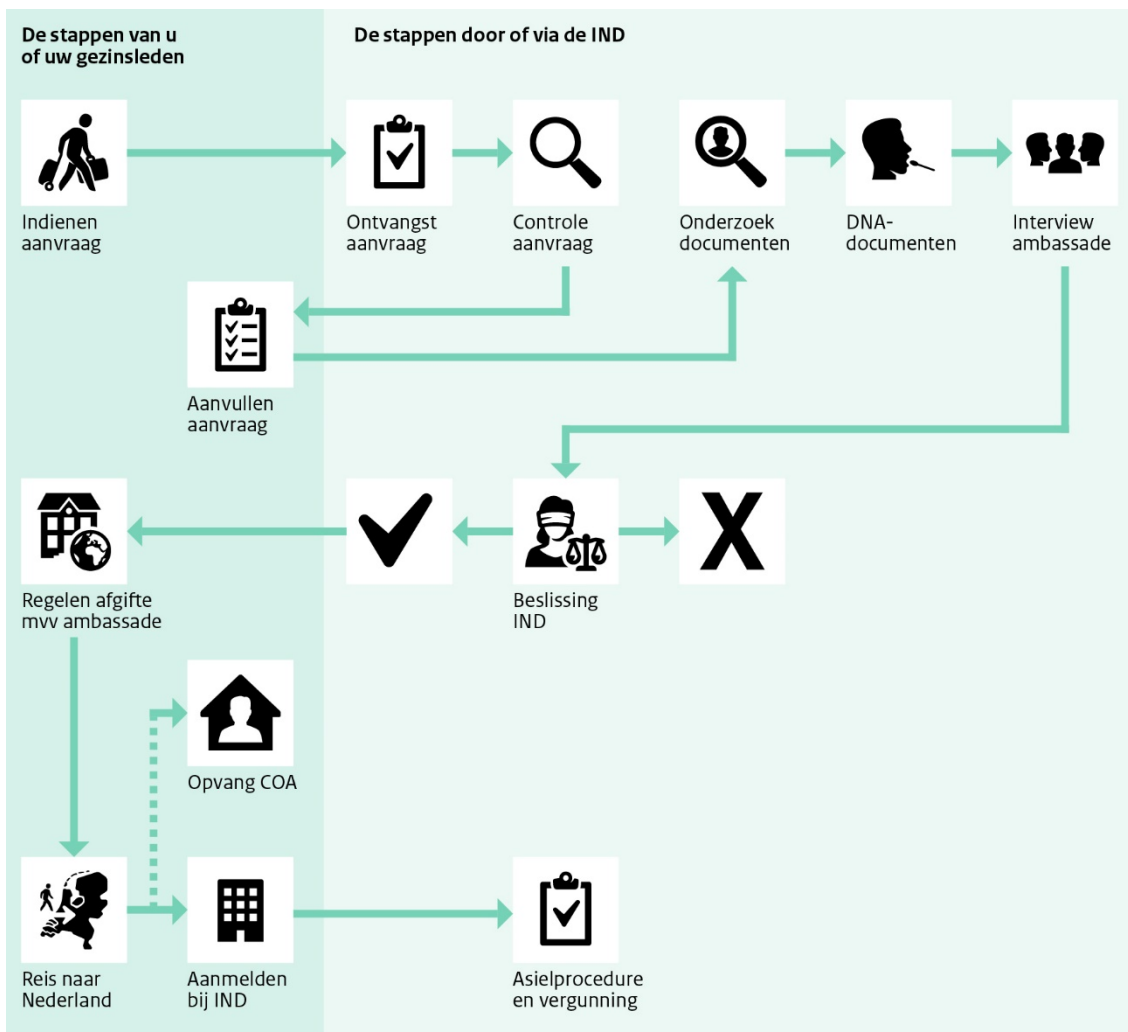 De stappen van u
of uw gezinsleden
De stappen door of via de IND
Indienen
aanvraag
Ontvangst
aanvraag
Controle
aanvraag
Onderzoek
documenten
DNA-
documenten
Interview
ambassade
Aanvullen
aanvraag
Regelen afgifte
mvv ambassade
Beslissing
IND
Opvang COA
Reis naar
Nederland
Aanmelden
bij IND
Asielprocedure
en vergunning